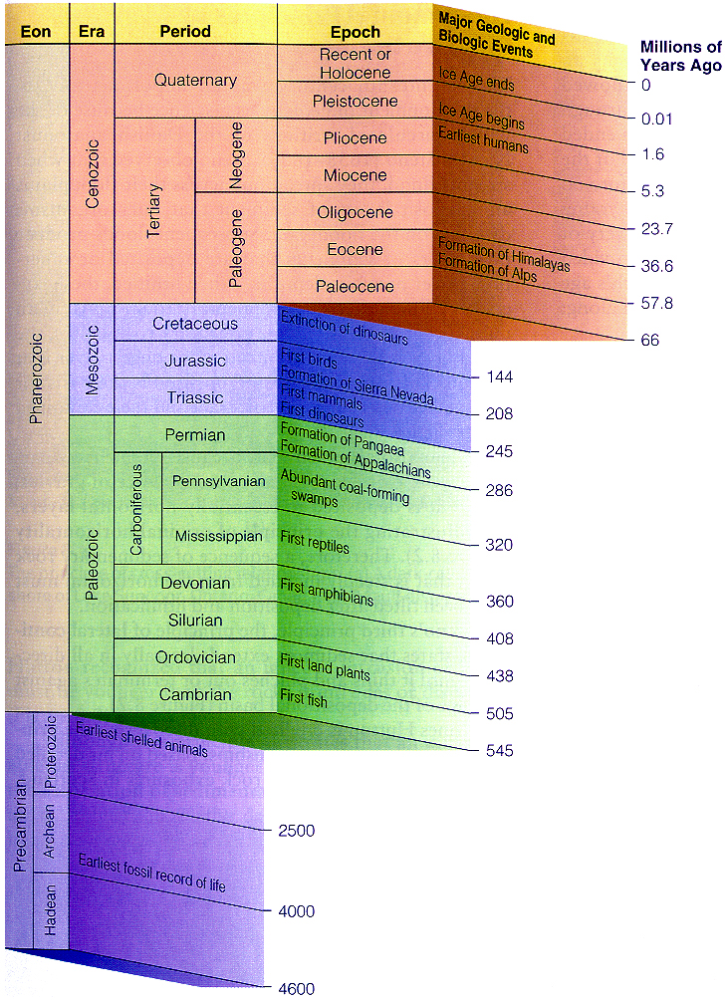 Eon Era Period Epoch Major Geologic and
Biologic Events
Millions of
Years Ago
Phanerozoic
Cenozoic
Quaternary
Recent or
Holocene
Ice Age ends
0
Pleistocene
Ice Age begins
0.01
Tertiary
Neogene
Pliocene
Earliest humans
1.6
Miocene
5.3
Paleogene
Oligocene
23.7
Eocene
Formation of Himalayas
36.6
Formation of Alps
Paleocene
57.8
66
Mesozoic
Cretaceous
Extinction of dinosaurs
Jurassic
First birds
144
Formation of Sierra Nevada
Triassic
First mammals
208
First dinosaurs
245
Paleozoic
Permian
Formation of Pangaea
Formation of Appalachians
286
Carboniferous
Pennsylvanian
Abundant coal-forming
swamps
320
Mississippian
First reptiles
360
Devonian
First amphibians
408
Silurian
438
Ordovician
First land plants
505
Cambrian
First fish
545
Precambrian
Proterozoic
Earliest shelled animals
2500
Archean
Earliest fossil record of life
4000
Hadean
4600